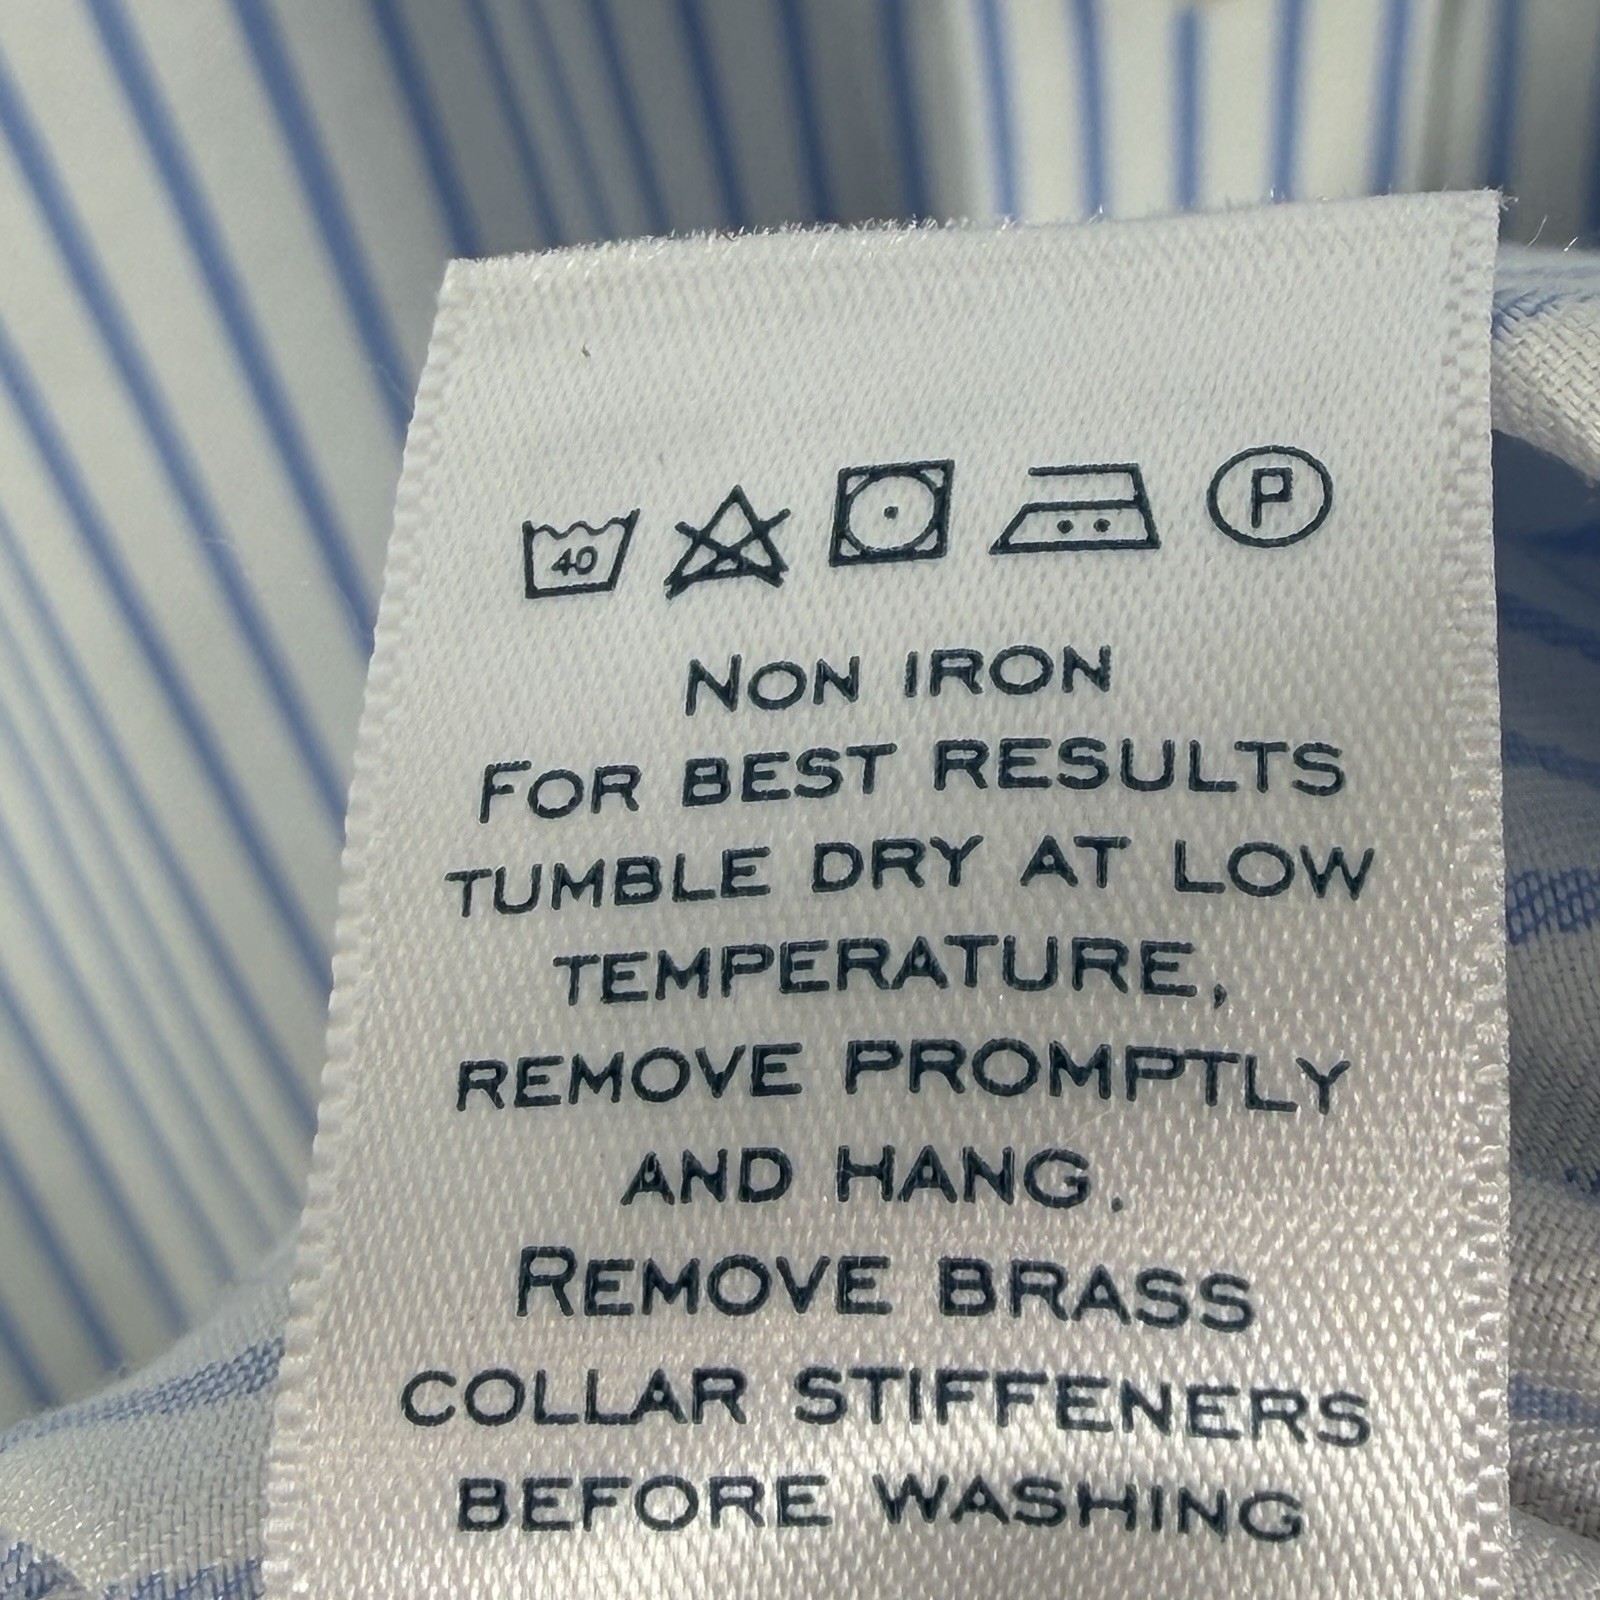 40 P
NON IRON
FOR BEST RESULTS
TUMBLE DRY AT LOW
TEMPERATURE,
REMOVE PROMPTLY
AND HANG.
REMOVE BRASS
COLLAR STIFFENERS
BEFORE WASHING